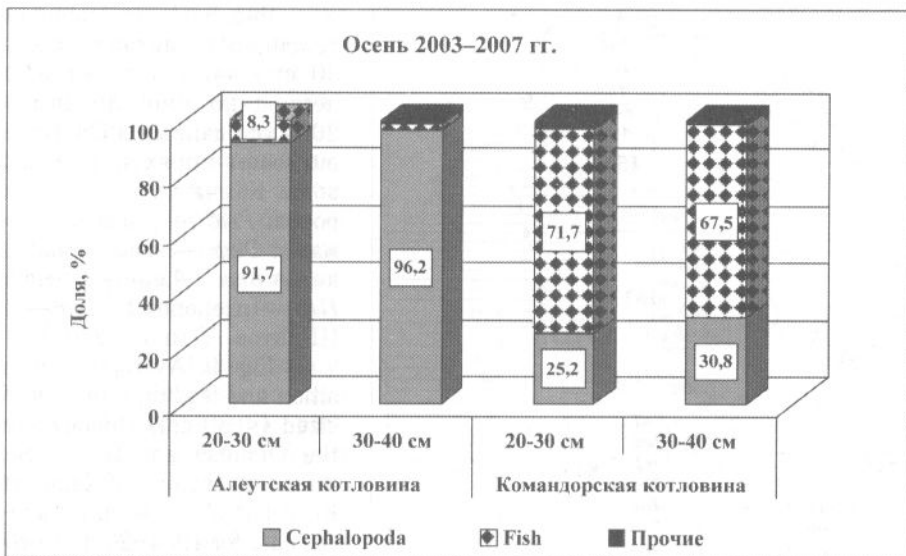 Осень 2003–2007 гг.
Доля, %
100
80
60
40
20
0
8,3
91,7
96,2
71,7
25,2
67,5
30,8
20-30 см 30-40 см 20-30 см 30-40 см
Алеутская котловина Командорская котловина
Cephalopoda Fish Прочие